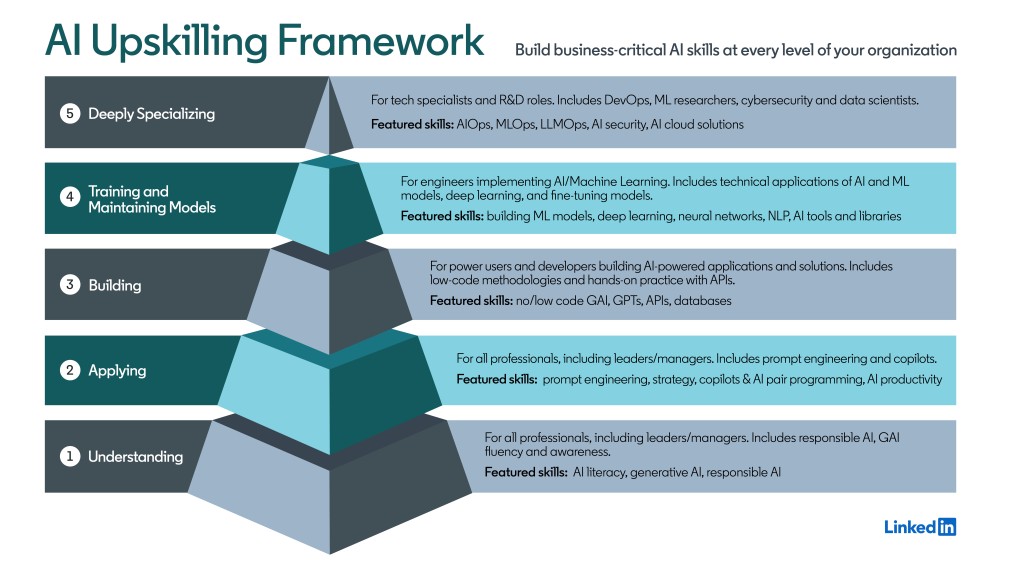 AI Upskilling Framework
Build business-critical AI skills at every level of your organization
5 Deeply Specializing
For tech specialists and R&D roles. Includes DevOps, ML researchers, cybersecurity and data scientists.
Featured skills: AIOps, MLOps, LLMOps, AI security, AI cloud solutions
4 Training and
Maintaining Models
For engineers implementing AI/Machine Learning. Includes technical applications of AI and ML
models, deep learning, and fine-tuning models.
Featured skills: building ML models, deep learning, neural networks, NLP, AI tools and libraries
3 Building
For power users and developers building AI-powered applications and solutions. Includes
low-code methodologies and hands-on practice with APIs.
Featured skills: no/low code GAI, GPTs, APIs, databases
2 Applying
For all professionals, including leaders/managers. Includes prompt engineering and copilots.
Featured skills: prompt engineering, strategy, copilots & AI pair programming, AI productivity
1 Understanding
For all professionals, including leaders/managers. Includes responsible AI, GAI
fluency and awareness.
Featured skills: AI literacy, generative AI, responsible AI
Linked in